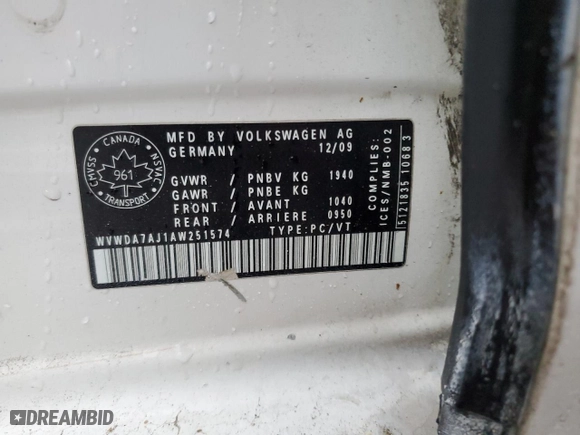 CANADA
CMVSS
NSVAC
961
TRANSPORT
MFD BY VOLKSWAGEN AG
GERMANY 12/09
GVWR / PNBV KG 1940
GAWR / PNBE KG
FRONT / AVANT 1040
REAR / ARRIERE 0950
WVWDA7AJ1AW251574 TYPE:PC/VT
COMPLIES:
ICES/NMB-002
5121835 1068 3
DREAMBID